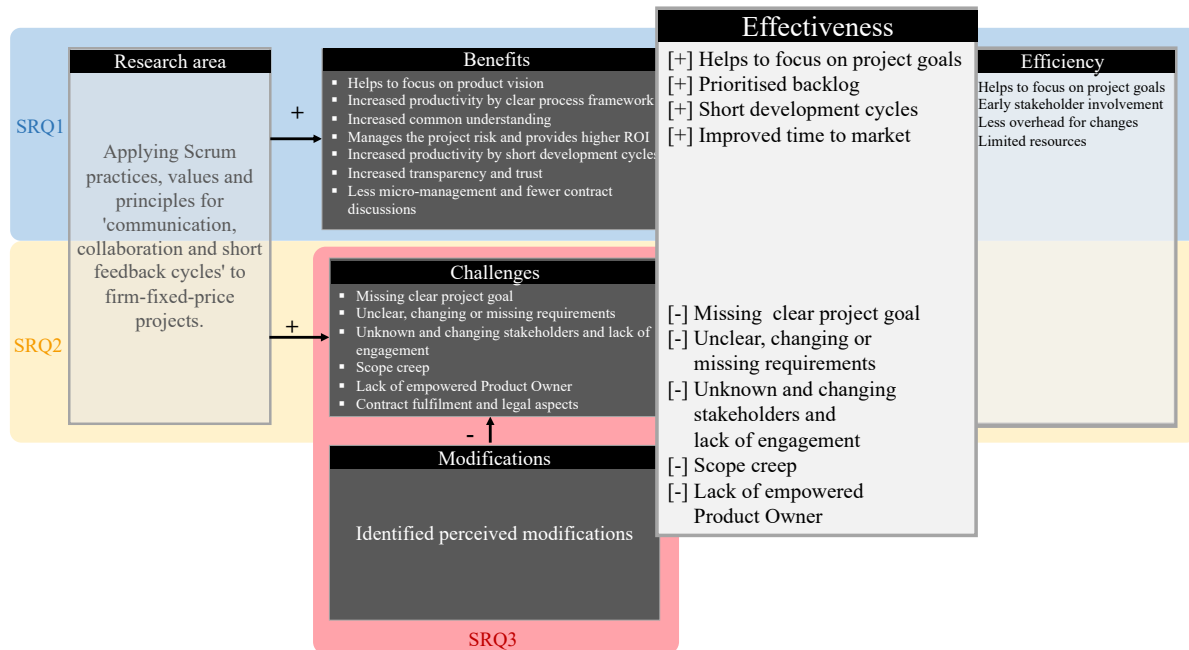 SRQ1
Research area
Applying Scrum
practices, values and
principles for
'communication,
collaboration and short
feedback cycles' to
firm-fixed-price
projects.
+
Benefits
▪ Helps to focus on product vision
▪ Increased productivity by clear process framework
▪ Increased common understanding
▪ Manages the project risk and provides higher ROI
▪ Increased productivity by short development cycles
▪ Increased transparency and trust
▪ Less micro-management and fewer contract
discussions
Effectiveness
[+] Helps to focus on project goals
[+] Prioritised backlog
[+] Short development cycles
[+] Improved time to market
[-] Missing clear project goal
[-] Unclear, changing or
missing requirements
[-] Unknown and changing
stakeholders and
lack of engagement
[-] Scope creep
[-] Lack of empowered
Product Owner
Efficiency
Helps to focus on project goals
Early stakeholder involvement
Less overhead for changes
Limited resources
SRQ2
+
Challenges
▪ Missing clear project goal
▪ Unclear, changing or missing requirements
▪ Unknown and changing stakeholders and lack of
engagement
▪ Scope creep
▪ Lack of empowered Product Owner
▪ Contract fulfilment and legal aspects
-
Modifications
Identified perceived modifications
SRQ3